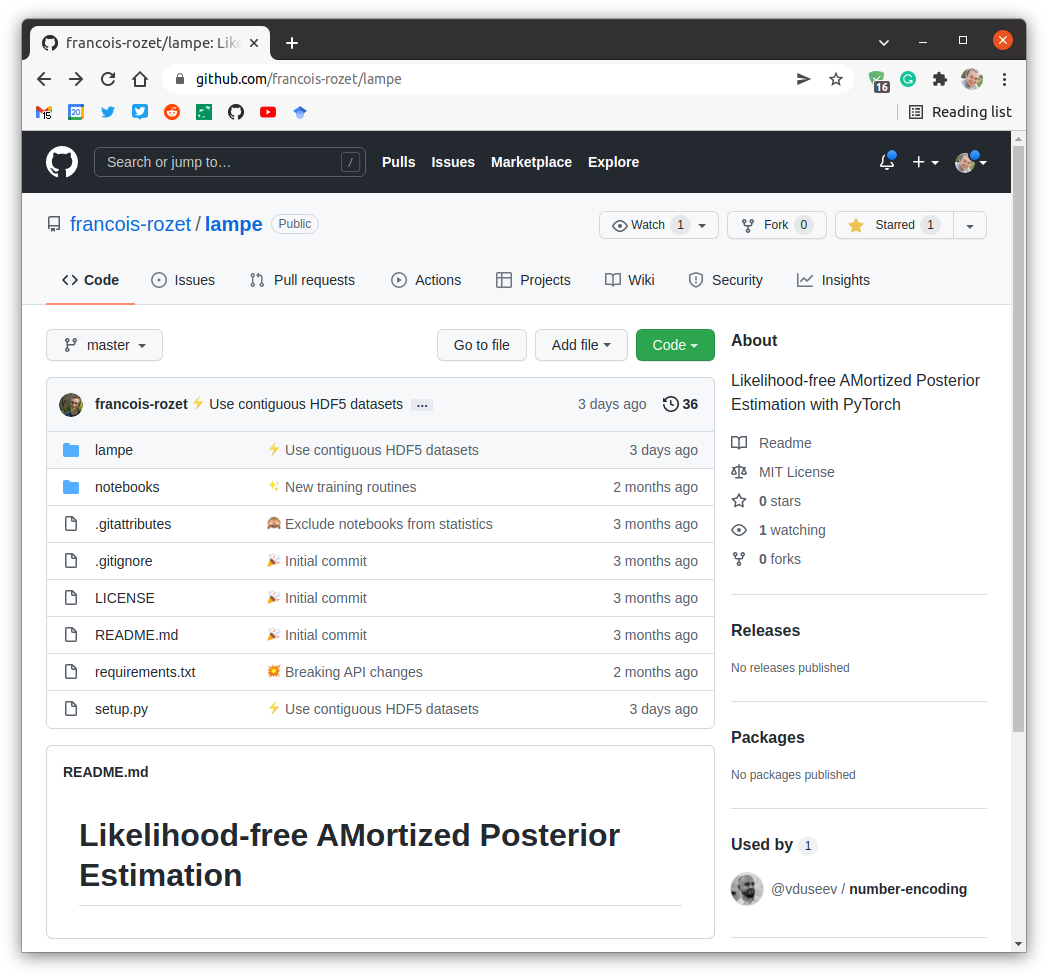 francois-rozet/lampe: Like
github.com/francois-rozet/lampe
16
15
20
Reading list
Search or jump to…
/
Pulls
Issues
Marketplace
Explore
francois-rozet / lampe
Public
Watch 1
Fork 0
Starred 1
Code
Issues
Pull requests
Actions
Projects
Wiki
Security
Insights
master
Go to file
Add file
Code
francois-rozet ⚡ Use contiguous HDF5 datasets … 3 days ago 36
lampe ⚡ Use contiguous HDF5 datasets 3 days ago
notebooks ✨ New training routines 2 months ago
.gitattributes 🙈 Exclude notebooks from statistics 3 months ago
.gitignore 🎉 Initial commit 3 months ago
LICENSE 🎉 Initial commit 3 months ago
README.md 🎉 Initial commit 3 months ago
requirements.txt 💥 Breaking API changes 2 months ago
setup.py ⚡ Use contiguous HDF5 datasets 3 days ago
README.md
Likelihood-free AMortized Posterior
Estimation
About
Likelihood-free AMortized Posterior
Estimation with PyTorch
Readme
MIT License
0 stars
1 watching
0 forks
Releases
No releases published
Packages
No packages published
Used by 1
@vduseev / number-encoding